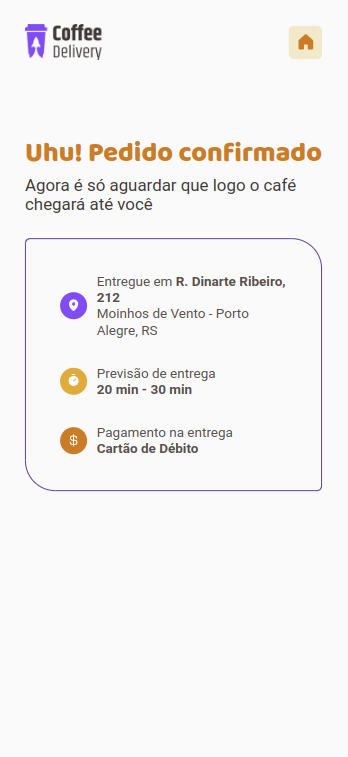 Coffee
Delivery
Uhu! Pedido confirmado
Agora é só aguardar que logo o café
chegará até você
Entregue em R. Dinarte Ribeiro,
212
Moinhos de Vento - Porto
Alegre, RS
Previsão de entrega
20 min - 30 min
Pagamento na entrega
Cartão de Débito